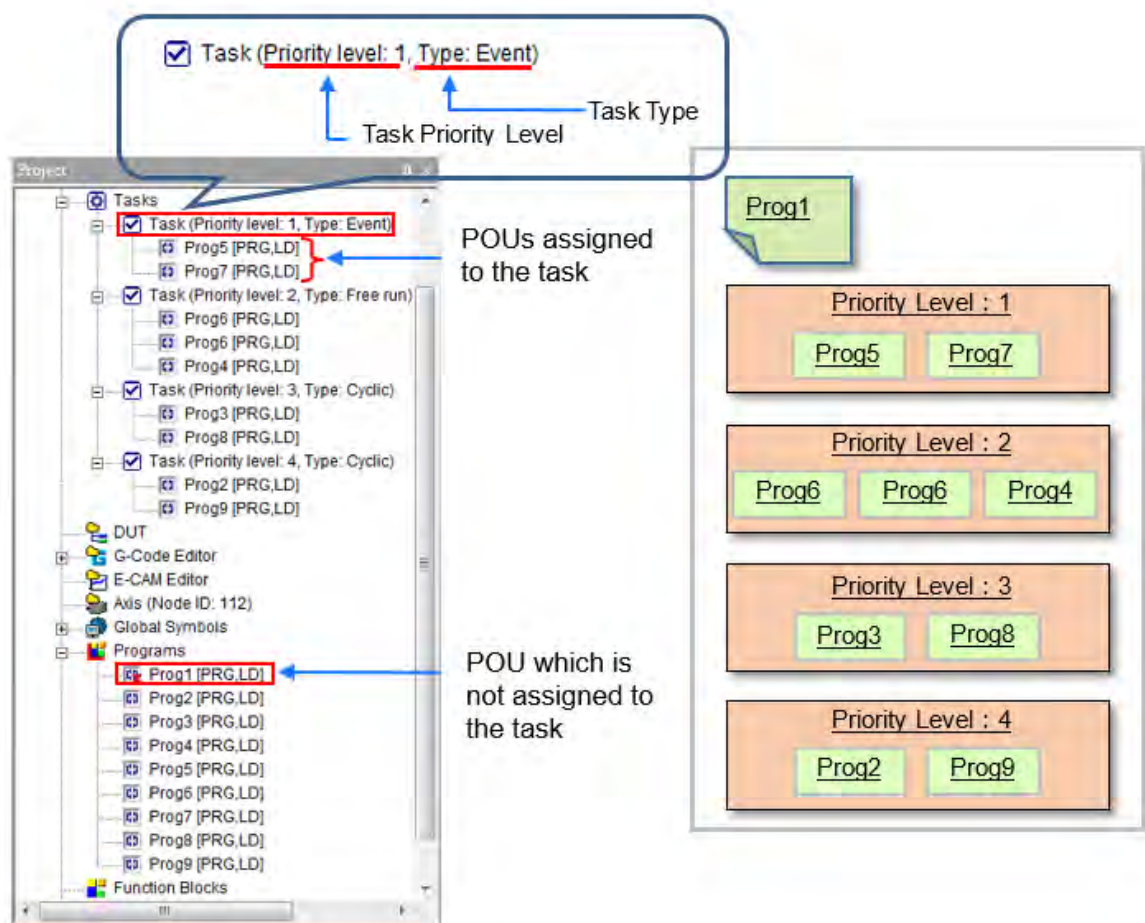 Task (Priority level: 1, Type: Event)
Task Type
Task Priority Level
Project
Tasks
Task (Priority level: 1, Type: Event)
Prog5 [PRG,LD]
Prog7 [PRG,LD]
Task (Priority level: 2, Type: Free run)
Prog6 [PRG,LD]
Prog6 [PRG,LD]
Prog4 [PRG,LD]
Task (Priority level: 3, Type: Cyclic)
Prog3 [PRG,LD]
Prog8 [PRG,LD]
Task (Priority level: 4, Type: Cyclic)
Prog2 [PRG,LD]
Prog9 [PRG,LD]
DUT
G-Code Editor
E-CAM Editor
Axis (Node ID: 112)
Global Symbols
Programs
Prog1 [PRG,LD]
Prog2 [PRG,LD]
Prog3 [PRG,LD]
Prog4 [PRG,LD]
Prog5 [PRG,LD]
Prog6 [PRG,LD]
Prog7 [PRG,LD]
Prog8 [PRG,LD]
Prog9 [PRG,LD]
Function Blocks
POUs assigned
to the task
POU which is
not assigned to
the task
Prog1
Priority Level : 1
Prog5 Prog7
Priority Level : 2
Prog6 Prog6 Prog4
Priority Level : 3
Prog3 Prog8
Priority Level : 4
Prog2 Prog9